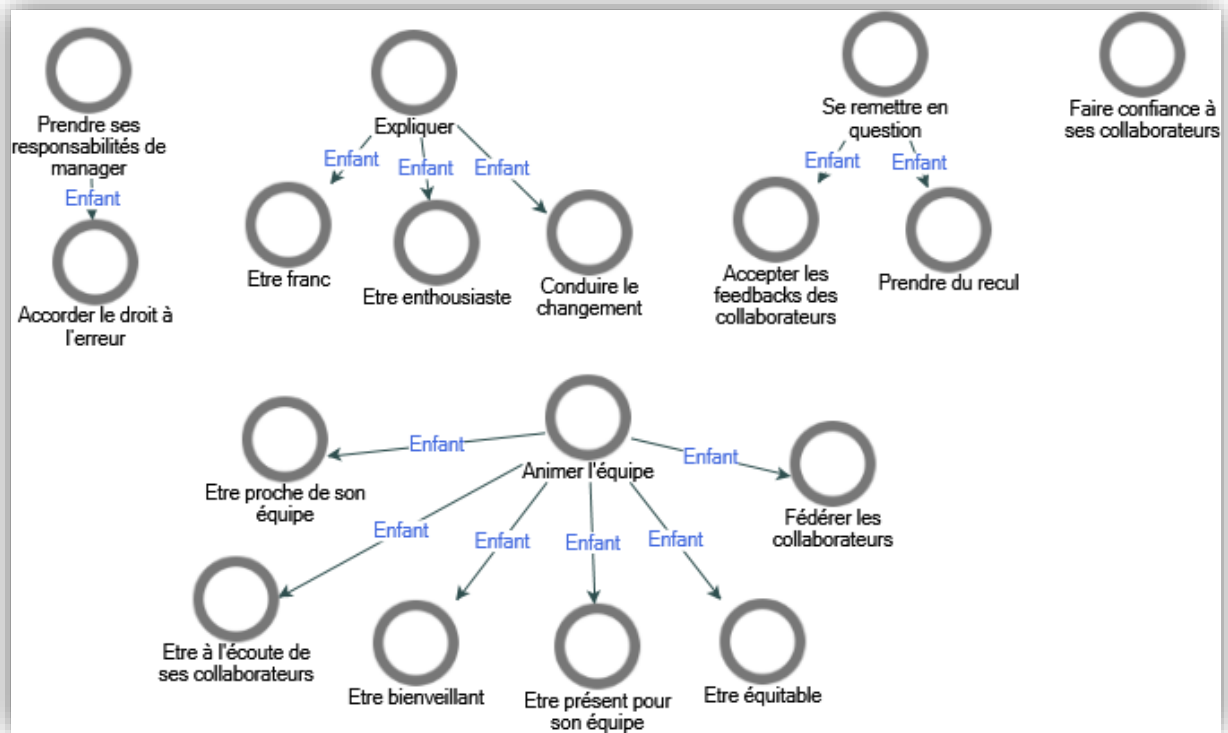 Prendre ses
responsabilités de
manager
Enfant
Accorder le droit à
l'erreur
Expliquer
Enfant
Enfant
Enfant
Etre franc
Etre enthousiaste
Conduire le
changement
Se remettre en
question
Enfant
Enfant
Accepter les
feedbacks des
collaborateurs
Prendre du recul
Faire confiance à
ses collaborateurs
Animer l'équipe
Enfant
Enfant
Enfant
Enfant
Enfant
Enfant
Etre proche de son
équipe
Fédérer les
collaborateurs
Etre à l'écoute de
ses collaborateurs
Etre bienveillant
Etre présent pour
son équipe
Etre équitable